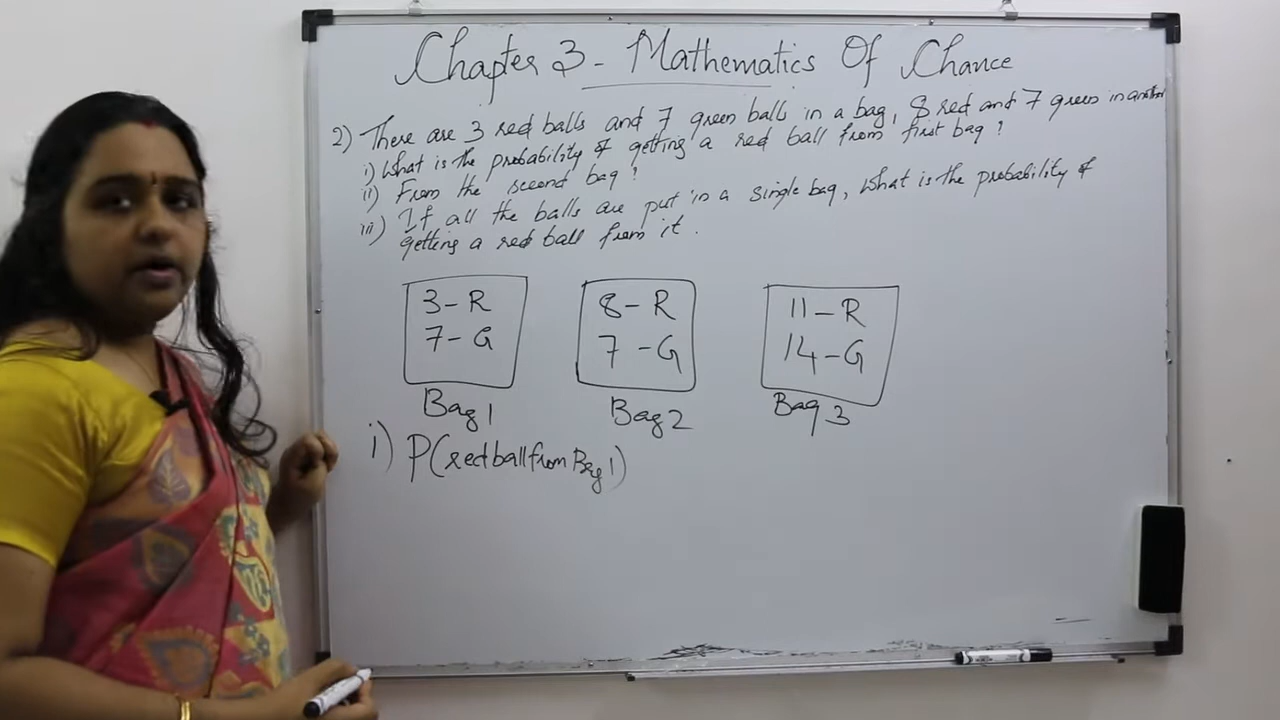 Chapter 3 - Mathematics Of Chance
2) There are 3 red balls and 7 green balls in a bag, 8 red and 7 green in another
i) What is the probability of getting a red ball from first bag?
ii) From the second bag?
iii) If all the balls are put in a single bag, What is the probability of
getting a red ball from it.
3 - R
7 - G
Bag 1
8 - R
7 - G
Bag 2
11 - R
14 - G
Bag 3
i) P(red ball from Bag 1)